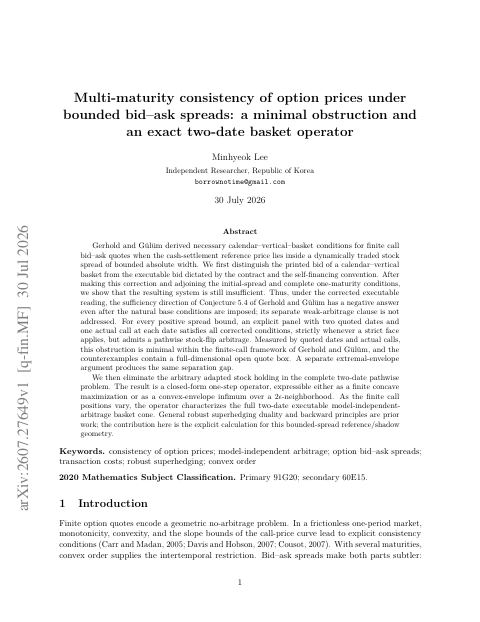 Multi-maturity consistency of option prices under
bounded bid–ask spreads: a minimal obstruction and
an exact two-date basket operator
Minhyeok Lee
Independent Researcher, Republic of Korea
borrownotime@gmail.com
30 July 2026
Abstract
Gerhold and Gülüm derived necessary calendar–vertical–basket conditions for finite call
bid–ask quotes when the cash-settlement reference price lies inside a dynamically traded stock
spread of bounded absolute width. We first distinguish the printed bid of a calendar–vertical
basket from the executable bid dictated by the contract and the self-financing convention. After
making this correction and adjoining the initial-spread and complete one-maturity conditions,
we show that the resulting system is still insufficient. Thus, under the corrected executable
reading, the sufficiency direction of Conjecture 5.4 of Gerhold and Gülüm has a negative answer
even after the natural base conditions are imposed; its separate weak-arbitrage clause is not
addressed. For every positive spread bound, an explicit panel with two quoted dates and
one actual call at each date satisfies all corrected conditions, strictly whenever a strict face
applies, but admits a pathwise stock-flip arbitrage. Measured by quoted dates and actual calls,
this obstruction is minimal within the finite-call framework of Gerhold and Gülüm, and the
counterexamples contain a full-dimensional open quote box. A separate extremal-envelope
argument produces the same separation gap.
We then eliminate the arbitrary adapted stock holding in the complete two-date pathwise
problem. The result is a closed-form one-step operator, expressible either as a finite concave
maximization or as a convex-envelope infimum over a 2ε-neighborhood. As the finite call
positions vary, the operator characterizes the full two-date executable model-independent-
arbitrage basket cone. General robust superhedging duality and backward principles are prior
work; the contribution here is the explicit calculation for this bounded-spread reference/shadow
geometry.
Keywords. consistency of option prices; model-independent arbitrage; option bid–ask spreads;
transaction costs; robust superhedging; convex order
2020 Mathematics Subject Classification. Primary 91G20; secondary 60E15.
1 Introduction
Finite option quotes encode a geometric no-arbitrage problem. In a frictionless one-period market,
monotonicity, convexity, and the slope bounds of the call-price curve lead to explicit consistency
conditions (Carr and Madan, 2005; Davis and Hobson, 2007; Cousot, 2007). With several maturities,
convex order supplies the intertemporal restriction. Bid–ask spreads make both parts subtler:
1
arXiv:2607.27649v1 [q-fin.MF] 30 Jul 2026